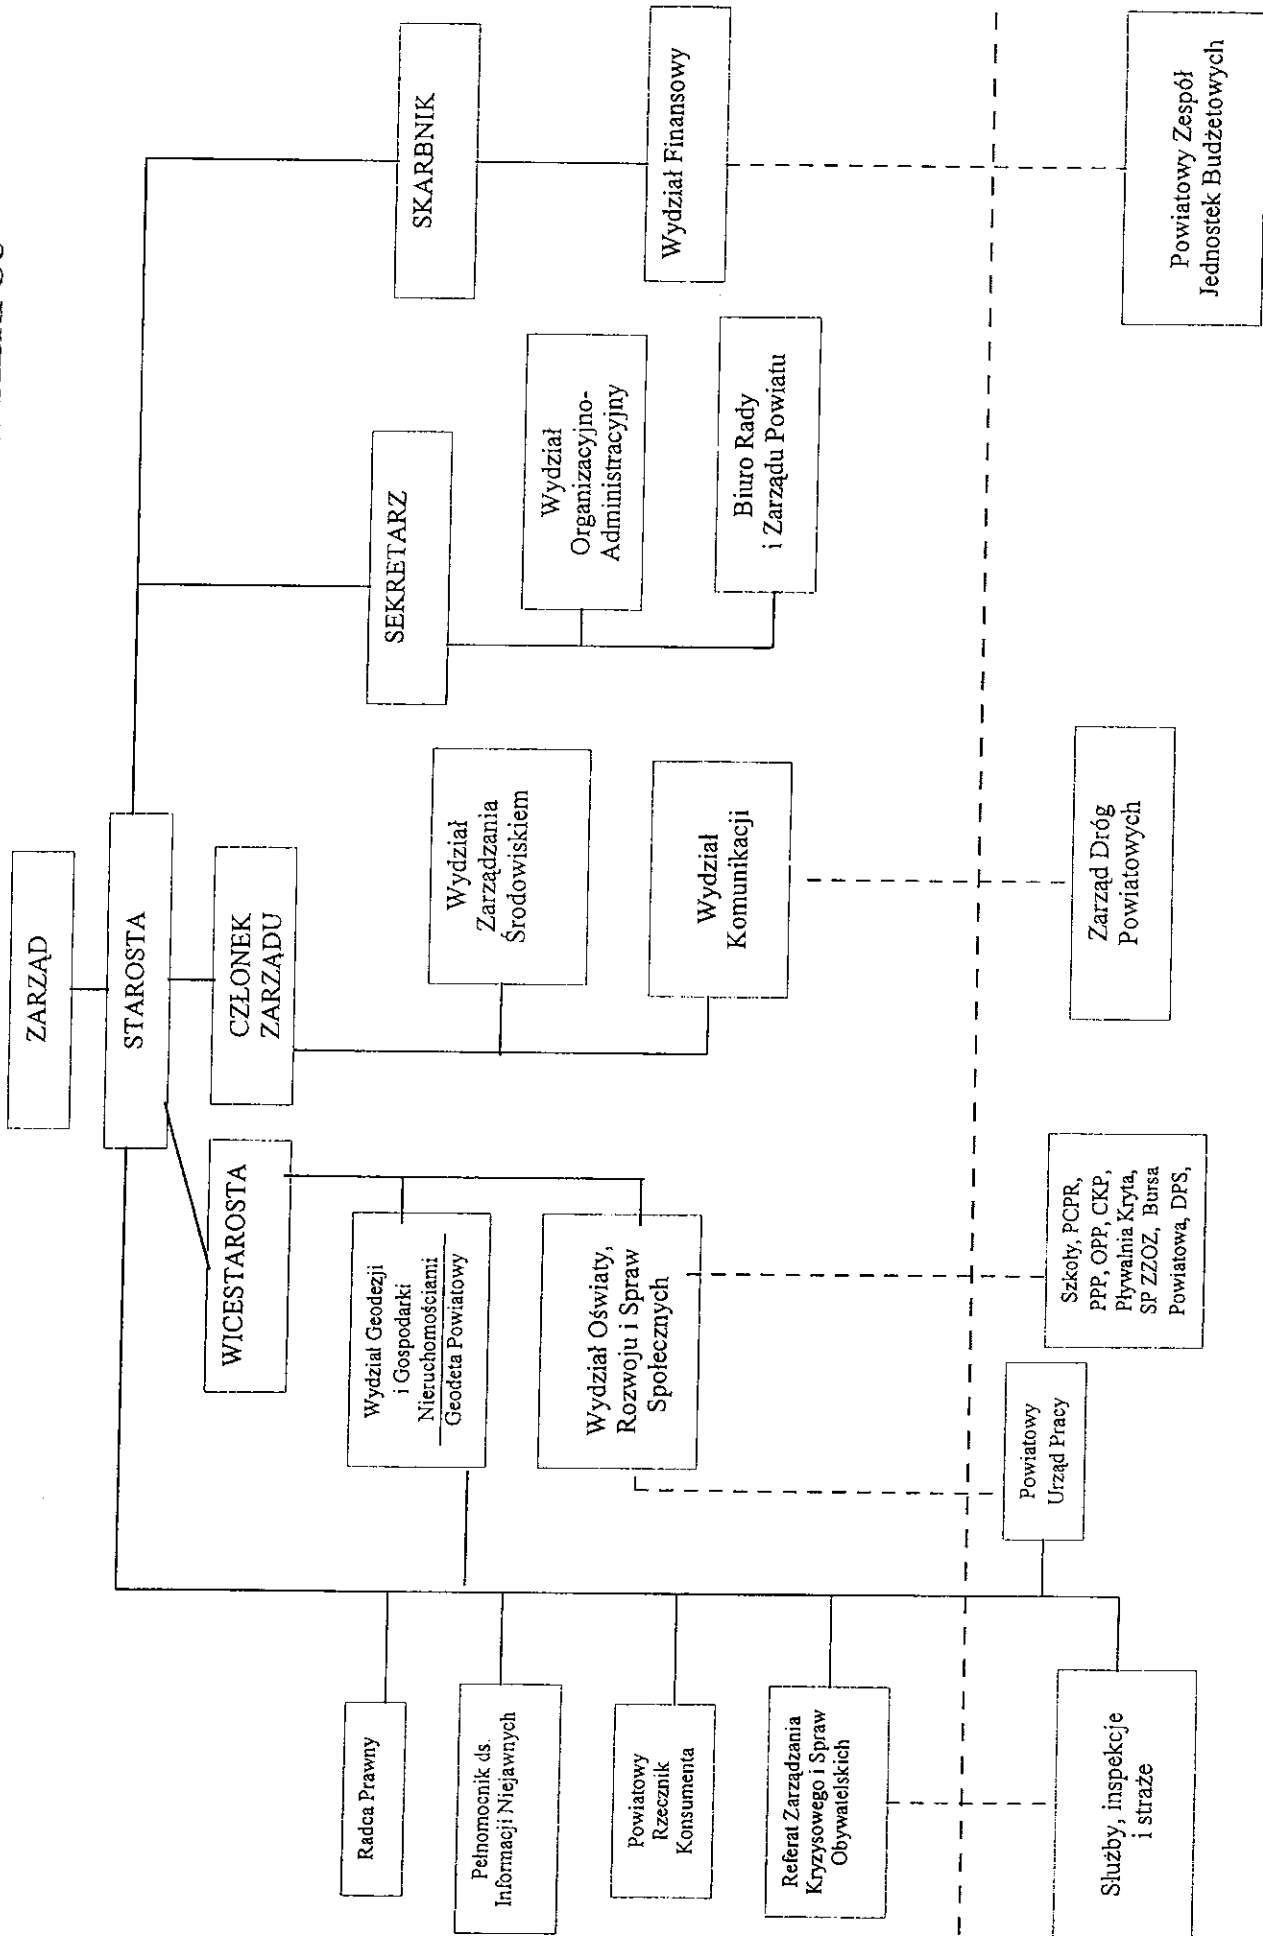 ZARZĄD
STAROSTA
WICESTAROSTA
CZŁONEK
ZARZĄDU
SEKRETARZ
SKARBNIK
Radca Prawny
Pełnomocnik ds.
Informacji Niejawnych
Powiatowy
Rzecznik
Konsumenta
Referat Zarządzania
Kryzysowego i Spraw
Obywatelskich
Wydział Geodezji
i Gospodarki
Nieruchomościami
Geodeta Powiatowy
Wydział Oświaty,
Rozwoju i Spraw
Społecznych
Wydział
Zarządzania
Środowiskiem
Wydział
Komunikacji
Wydział
Organizacyjno-
Administracyjny
Biuro Rady
i Zarządu Powiatu
Wydział Finansowy
Służby, inspekcje
i straże
Powiatowy
Urząd Pracy
Szkoły, PCPR,
PPP, OPP, CKP,
Pływalnia Kryta,
SP ZZOZ, Bursa
Powiatowa, DPS,
Zarząd Dróg
Powiatowych
Powiatowy Zespół
Jednostek Budżetowych